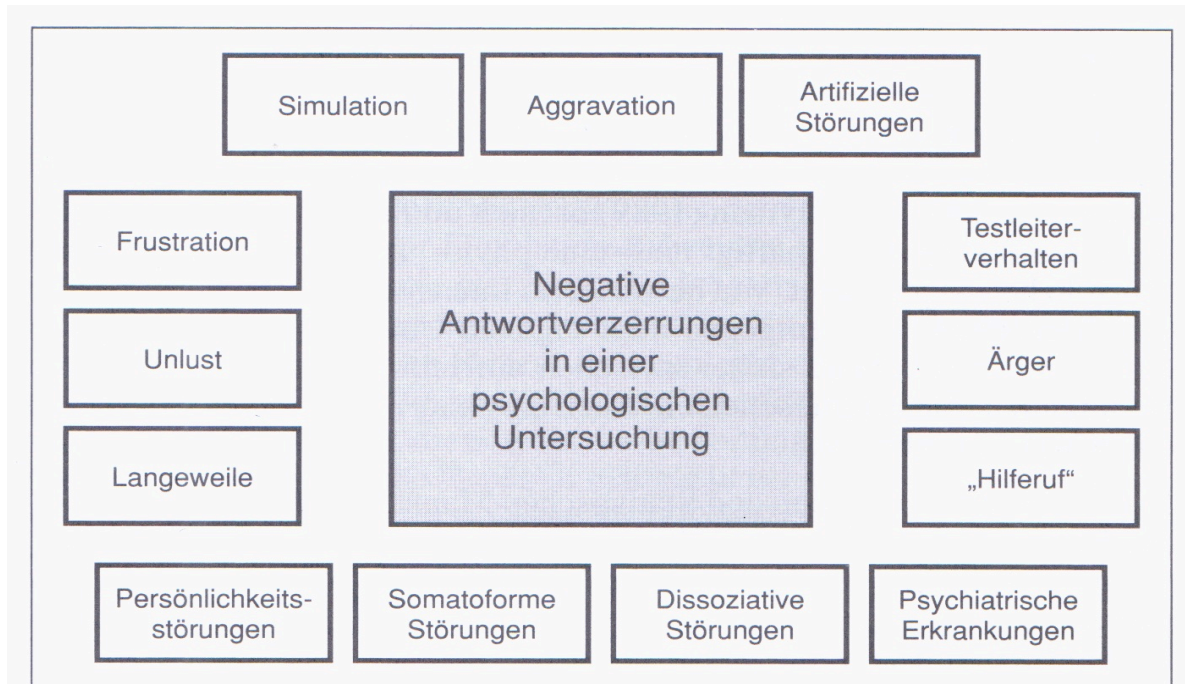 Simulation
Aggravation
Artifizielle
Störungen
Frustration
Unlust
Langeweile
Negative
Antwortverzerrungen
in einer
psychologischen
Untersuchung
Testleiter-
verhalten
Ärger
„Hilferuf“
Persönlichkeits-
störungen
Somatoforme
Störungen
Dissoziative
Störungen
Psychiatrische
Erkrankungen